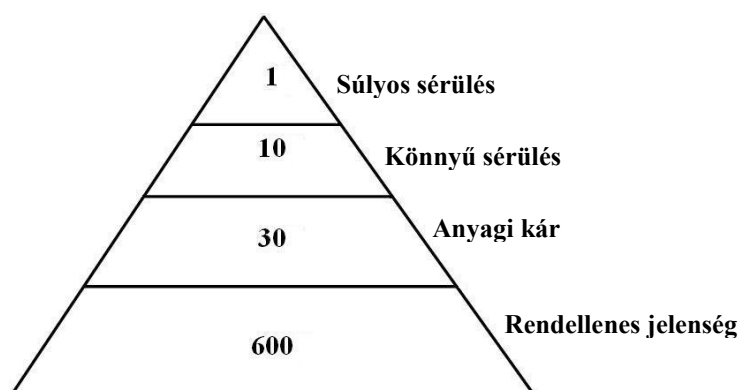 1
Súlyos sérülés
10
Könnyű sérülés
30
Anyagi kár
600
Rendellenes jelenség